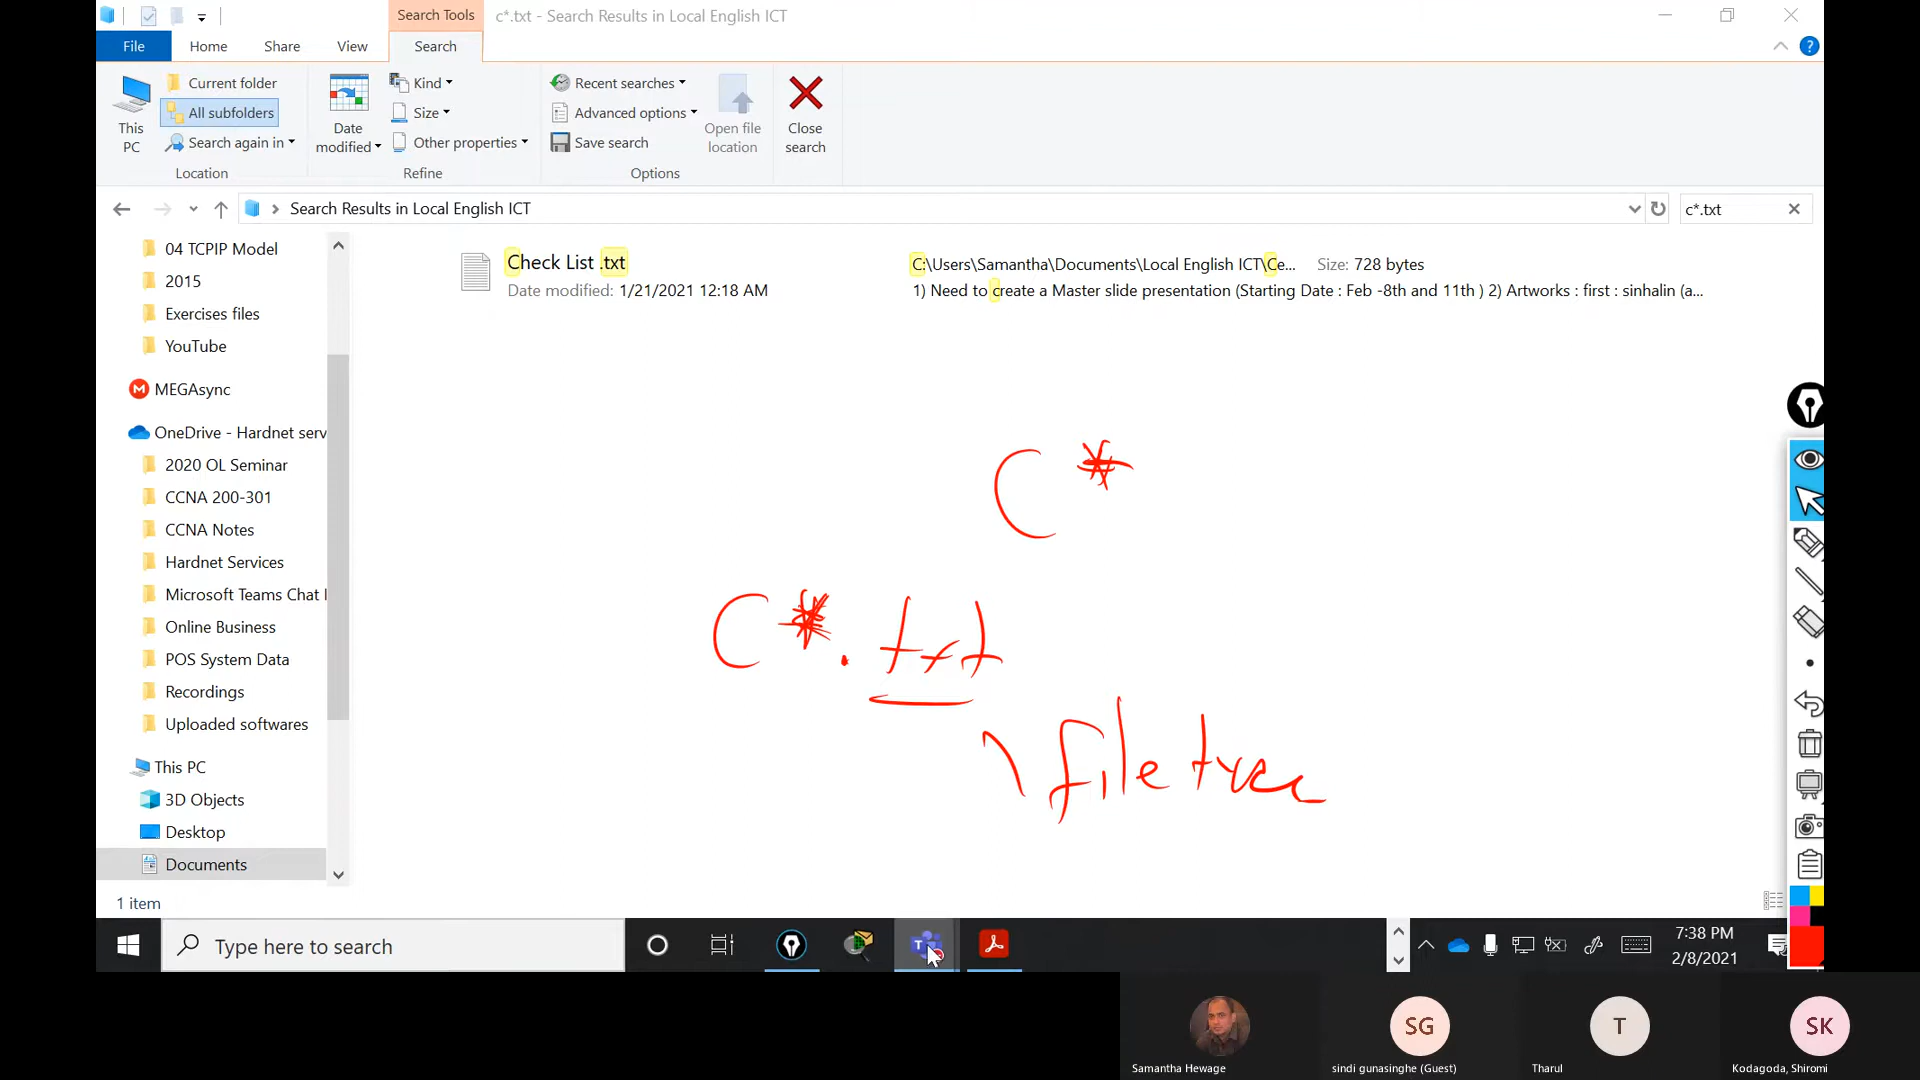 Search Tools
c*.txt - Search Results in Local English ICT
File
Home
Share
View
Search
This PC
Current folder
All subfolders
Search again in
Location
Date modified
Kind
Size
Other properties
Refine
Recent searches
Advanced options
Save search
Options
Open file location
Close search
Search Results in Local English ICT
c*.txt
04 TCPIP Model
2015
Exercises files
YouTube
MEGAsync
OneDrive - Hardnet serv
2020 OL Seminar
CCNA 200-301
CCNA Notes
Hardnet Services
Microsoft Teams Chat
Online Business
POS System Data
Recordings
Uploaded softwares
This PC
3D Objects
Desktop
Documents
Check List .txt
Date modified: 1/21/2021 12:18 AM
C:\Users\Samantha\Documents\Local English ICT\Ce...
Size: 728 bytes
1) Need to create a Master slide presentation (Starting Date : Feb -8th and 11th ) 2) Artworks : first : sinhalin (a...
C *
C *. txt
file
1 item
Type here to search
7:38 PM
2/8/2021
SG
T
SK
Samantha Hewage
sindi gunasinghe (Guest)
Tharul
Kodagoda, Shiromi